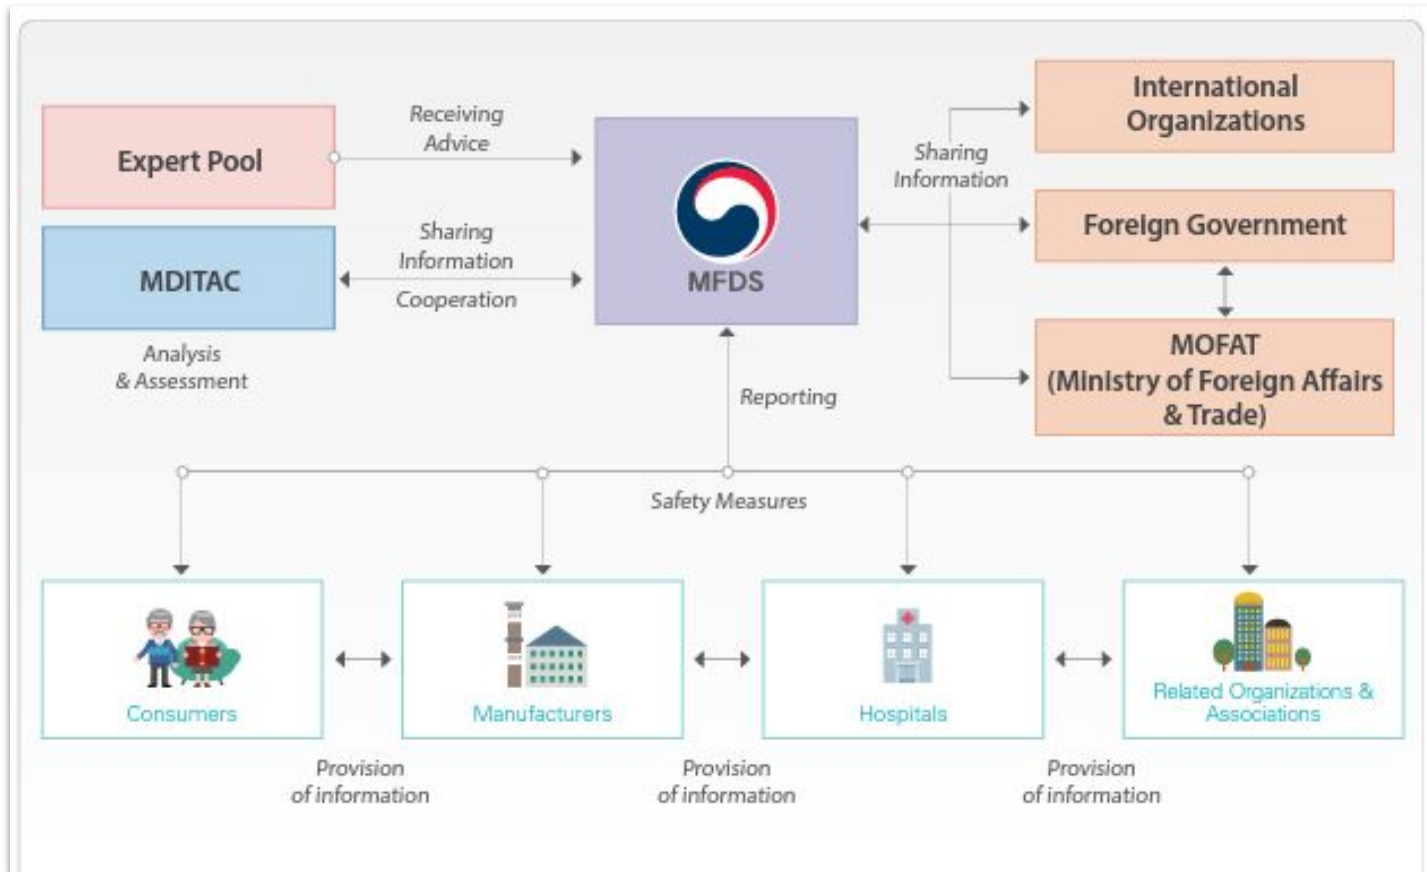 Expert Pool
Receiving
Advice
MDITAC
Sharing
Information
Cooperation
Analysis
& Assessment
MFDS
Sharing
Information
International
Organizations
Foreign Government
MOFAT
(Ministry of Foreign Affairs
& Trade)
Reporting
Safety Measures
Consumers
Manufacturers
Hospitals
Related Organizations &
Associations
Provision
of information
Provision
of information
Provision
of information